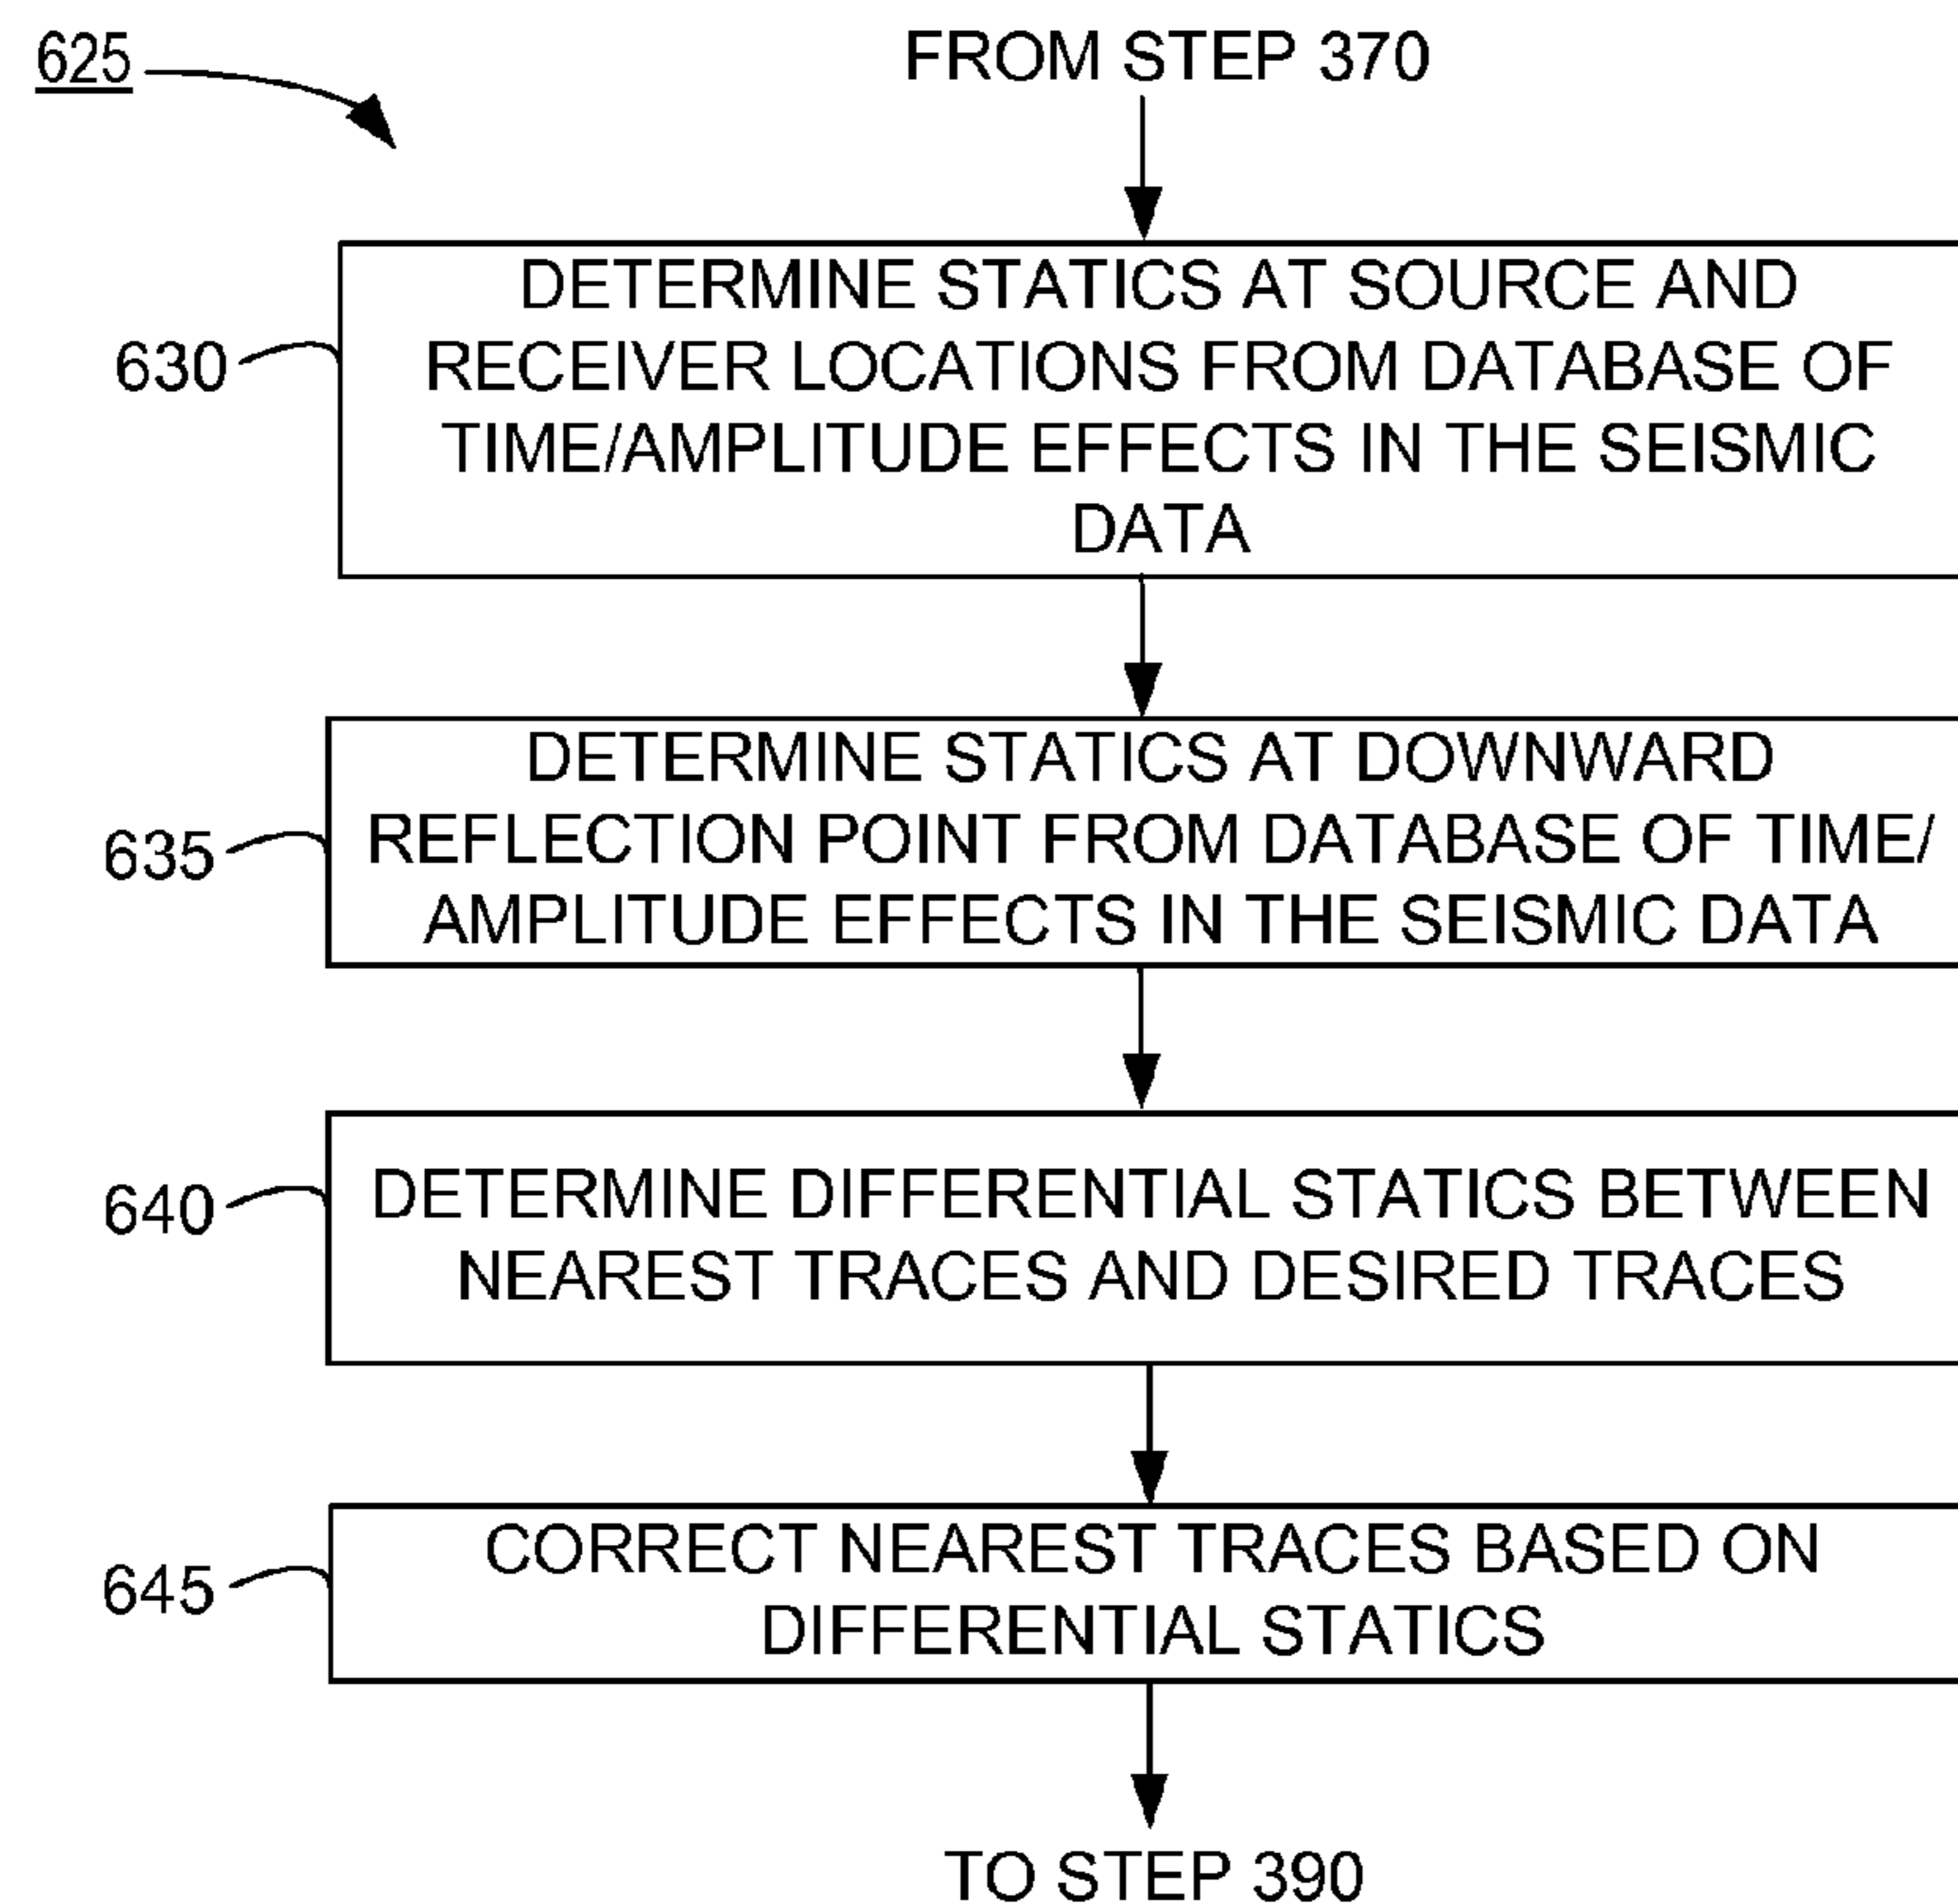 625
FROM STEP 370
630
DETERMINE STATICS AT SOURCE AND
RECEIVER LOCATIONS FROM DATABASE OF
TIME/AMPLITUDE EFFECTS IN THE SEISMIC
DATA
635
DETERMINE STATICS AT DOWNWARD
REFLECTION POINT FROM DATABASE OF TIME/
AMPLITUDE EFFECTS IN THE SEISMIC DATA
640
DETERMINE DIFFERENTIAL STATICS BETWEEN
NEAREST TRACES AND DESIRED TRACES
645
CORRECT NEAREST TRACES BASED ON
DIFFERENTIAL STATICS
TO STEP 390